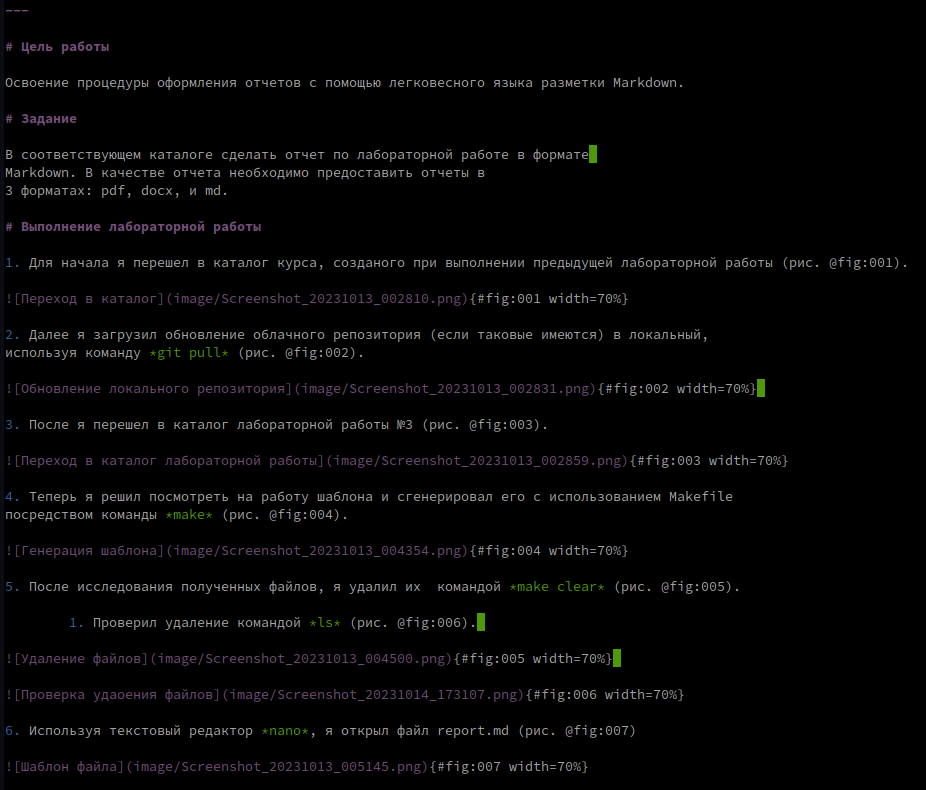 ---
# Цель работы
Освоение процедуры оформления отчетов с помощью легковесного языка разметки Markdown.
# Задание
В соответствующем каталоге сделать отчет по лабораторной работе в формате
Markdown. В качестве отчета необходимо предоставить отчеты в
3 форматах: pdf, docx, и md.
# Выполнение лабораторной работы
1. Для начала я перешел в каталог курса, созданого при выполнении предыдущей лабораторной работы (рис. @fig:001).
![Переход в каталог](image/Screenshot_20231013_002810.png){#fig:001 width=70%}
2. Далее я загрузил обновление облачного репозитория (если таковые имеются) в локальный,
используя команду *git pull* (рис. @fig:002).
![Обновление локального репозитория](image/Screenshot_20231013_002831.png){#fig:002 width=70%}
3. После я перешел в каталог лабораторной работы №3 (рис. @fig:003).
![Переход в каталог лабораторной работы](image/Screenshot_20231013_002859.png){#fig:003 width=70%}
4. Теперь я решил посмотреть на работу шаблона и сгенерировал его с использованием Makefile
посредством команды *make* (рис. @fig:004).
![Генерация шаблона](image/Screenshot_20231013_004354.png){#fig:004 width=70%}
5. После исследования полученных файлов, я удалил их  командой *make clear* (рис. @fig:005).
1. Проверил удаление командой *ls* (рис. @fig:006).
![Удаление файлов](image/Screenshot_20231013_004500.png){#fig:005 width=70%}
![Проверка удаоения файлов](image/Screenshot_20231014_173107.png){#fig:006 width=70%}
6. Используя текстовый редактор *nano*, я открыл файл report.md (рис. @fig:007)
![Шаблон файла](image/Screenshot_20231013_005145.png){#fig:007 width=70%}